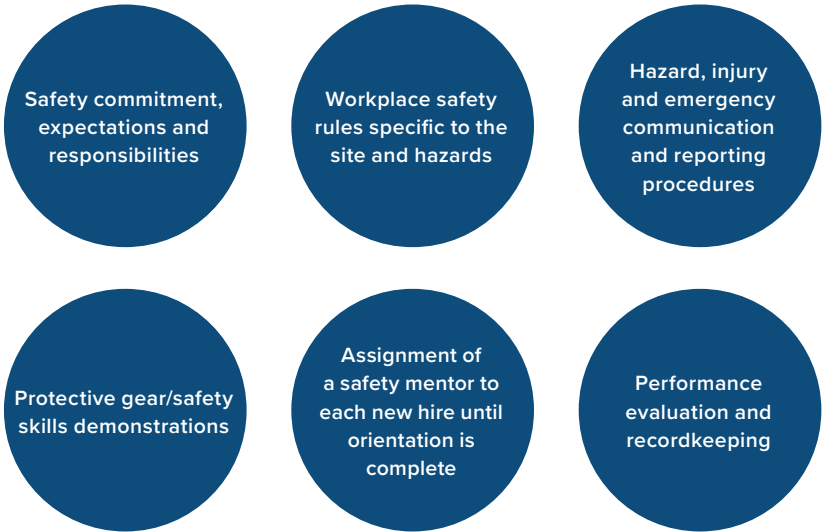 Safety commitment,
expectations and
responsibilities
Workplace safety
rules specific to the
site and hazards
Hazard, injury
and emergency
communication
and reporting
procedures
Protective gear/safety
skills demonstrations
Assignment of
a safety mentor to
each new hire until
orientation is
complete
Performance
evaluation and
recordkeeping